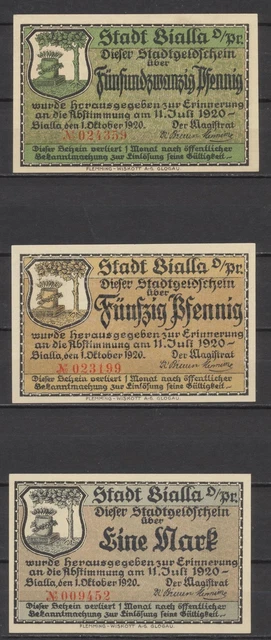 Stadt Bialla O/pr.
Dieser Stadtgeldschein
über
Fünfundzwanzig Pfennig
wurde herausgegeben zur Erinnerung
an die Abstimmung am 11. Juli 1920-
Bialla, den 1. Oktober 1920. Der Magistrat
№ 024359
Dieser Schein verliert 1 Monat nach öffentlicher
Bekanntmachung zur Einlösung seine Gültigkeit-
FLEMMING-WISKOTT A.G. GLOGAU.
Stadt Bialla O/pr.
Dieser Stadtgeldschein
über
Fünfzig Pfennig
wurde herausgegeben zur Erinnerung
an die Abstimmung am 11. Juli 1920-
Bialla, den 1. Oktober 1920. Der Magistrat
№ 023199
Dieser Schein verliert 1 Monat nach öffentlicher
Bekanntmachung zur Einlösung seine Gültigkeit-
FLEMMING-WISKOTT A.G. GLOGAU.
Stadt Bialla O/pr.
Dieser Stadtgeldschein
über
Eine Mark
wurde herausgegeben zur Erinnerung
an die Abstimmung am 11. Juli 1920-
Bialla, den 1. Oktober 1920. Der Magistrat
№ 009452
Dieser Schein verliert 1 Monat nach öffentlicher
Bekanntmachung zur Einlösung seine Gültigkeit-
FLEMMING-WISKOTT A.G. GLOGAU.